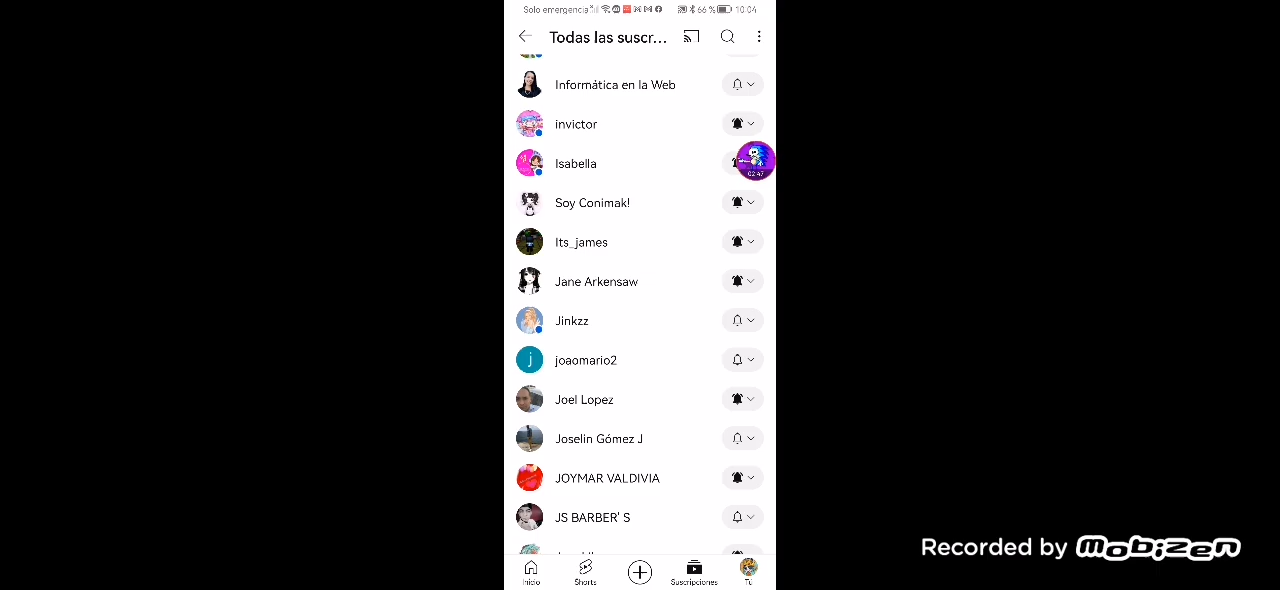 Solo emergencia 66 % 10:04
Todas las suscr...
Informática en la Web
invictor
Isabella
02:47
Soy Conimak!
Its_james
Jane Arkensaw
Jinkzz
j joaomario2
Joel Lopez
Joselin Gómez J
JOYMAR VALDIVIA
JS BARBER' S
Inicio Shorts Suscripciones Tú
Recorded by mobizen